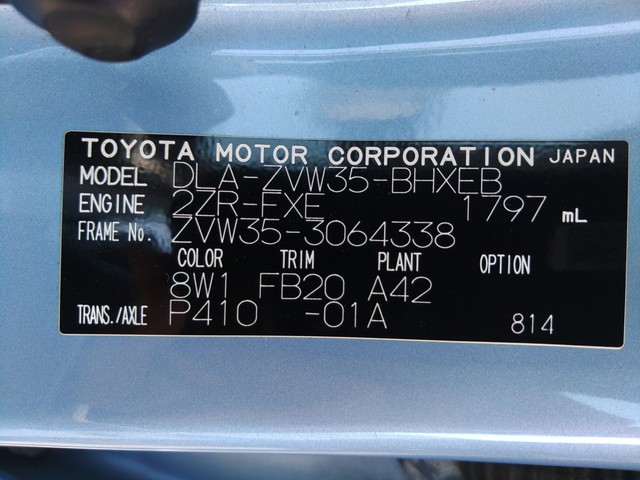 TOYOTA MOTOR CORPORATION JAPAN
MODEL DLA-ZVW35-BHXEB
ENGINE 2ZR-FXE 1797 mL
FRAME No. ZVW35-3064338
COLOR TRIM PLANT OPTION
8W1 FB20 A42
TRANS./AXLE P410 -01A 814